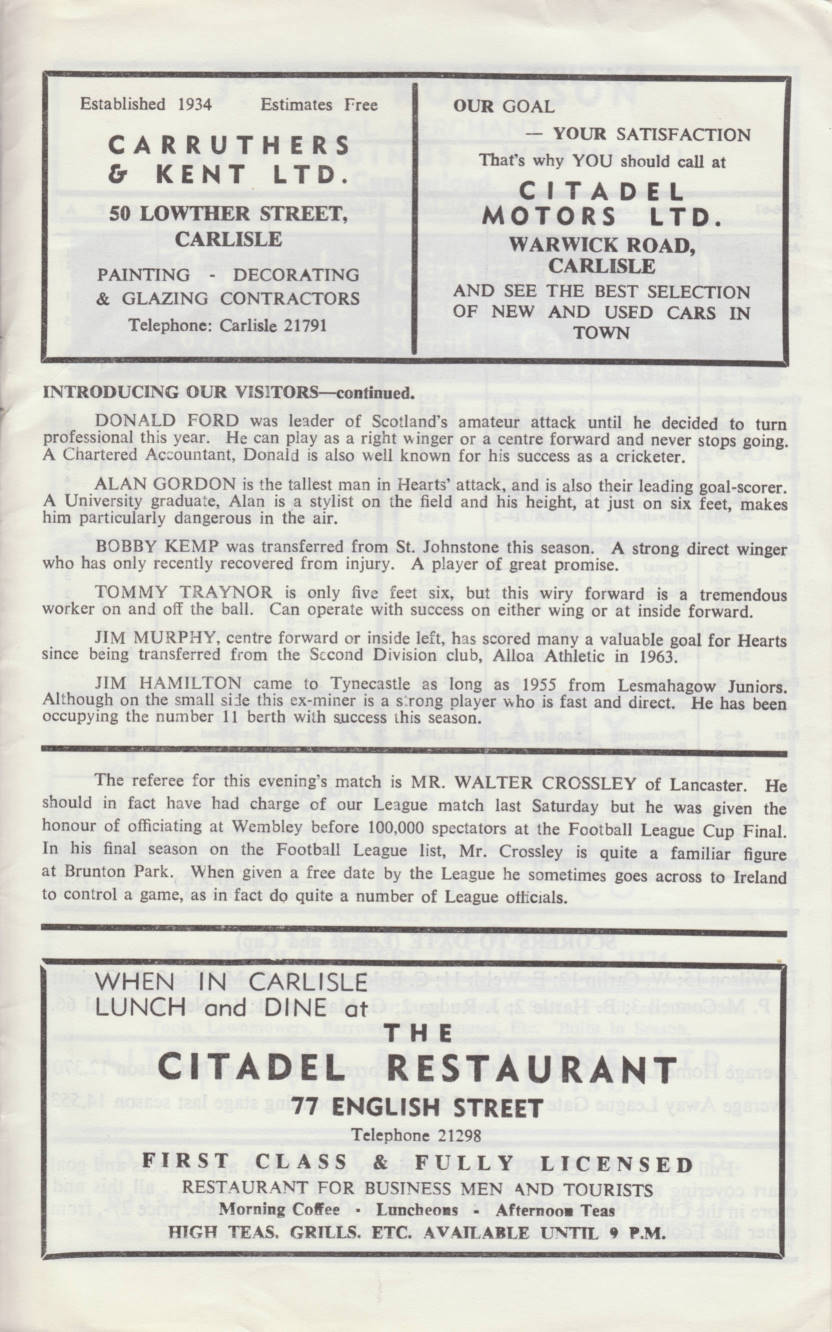 Established 1934 Estimates Free
CARRUTHERS
& KENT LTD.
50 LOWTHER STREET,
CARLISLE
PAINTING - DECORATING
& GLAZING CONTRACTORS
Telephone: Carlisle 21791
OUR GOAL
— YOUR SATISFACTION
That's why YOU should call at
CITADEL
MOTORS LTD.
WARWICK ROAD,
CARLISLE
AND SEE THE BEST SELECTION
OF NEW AND USED CARS IN
TOWN
INTRODUCING OUR VISITORS—continued.
DONALD FORD was leader of Scotland's amateur attack until he decided to turn
professional this year. He can play as a right winger or a centre forward and never stops going.
A Chartered Accountant, Donald is also well known for his success as a cricketer.
ALAN GORDON is the tallest man in Hearts' attack, and is also their leading goal-scorer.
A University graduate, Alan is a stylist on the field and his height, at just on six feet, makes
him particularly dangerous in the air.
BOBBY KEMP was transferred from St. Johnstone this season. A strong direct winger
who has only recently recovered from injury. A player of great promise.
TOMMY TRAYNOR is only five feet six, but this wiry forward is a tremendous
worker on and off the ball. Can operate with success on either wing or at inside forward.
JIM MURPHY, centre forward or inside left, has scored many a valuable goal for Hearts
since being transferred from the Second Division club, Alloa Athletic in 1963.
JIM HAMILTON came to Tynecastle as long as 1955 from Lesmahagow Juniors.
Although on the small side this ex-miner is a strong player who is fast and direct. He has been
occupying the number 11 berth with success this season.
The referee for this evening's match is MR. WALTER CROSSLEY of Lancaster. He
should in fact have had charge of our League match last Saturday but he was given the
honour of officiating at Wembley before 100,000 spectators at the Football League Cup Final.
In his final season on the Football League list, Mr. Crossley is quite a familiar figure
at Brunton Park. When given a free date by the League he sometimes goes across to Ireland
to control a game, as in fact do quite a number of League officials.
WHEN IN CARLISLE
LUNCH and DINE at
THE
CITADEL RESTAURANT
77 ENGLISH STREET
Telephone 21298
FIRST CLASS & FULLY LICENSED
RESTAURANT FOR BUSINESS MEN AND TOURISTS
Morning Coffee - Luncheons - Afternoon Teas
HIGH TEAS. GRILLS. ETC. AVAILABLE UNTIL 9 P.M.